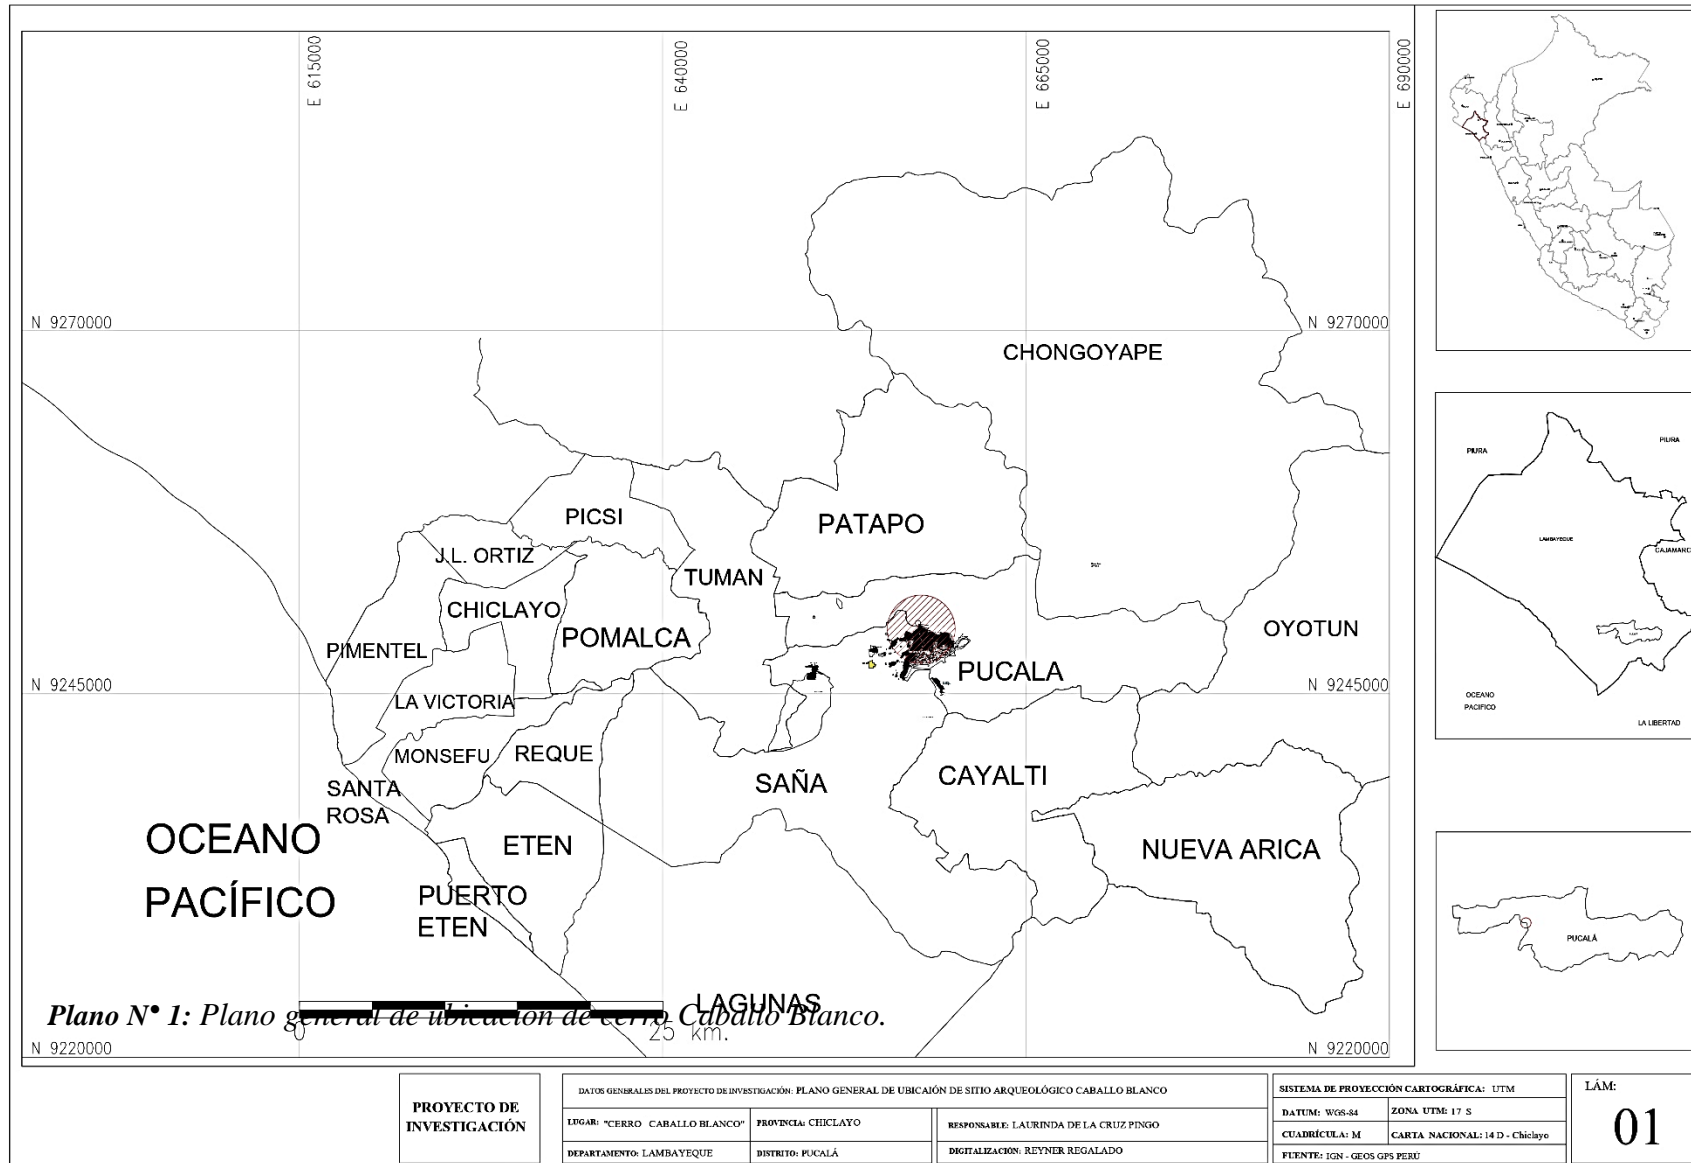 E 615000
E 640000
E 665000
E 690000
N 9270000
N 9270000
CHONGOYAPE
PICSI
PATAPO
J.L. ORTIZ
TUMAN
CHICLAYO
POMALCA
OYOTUN
PIMENTEL
PUCALA
N 9245000
N 9245000
LA VICTORIA
MONSEFU
REQUE
SAÑA
CAYALTI
SANTA
ROSA
OCEANO
PACÍFICO
ETEN
NUEVA ARICA
PUERTO
ETEN
LAGUNAS
Plano N° 1: Plano general de ubicación de cerro Caballo Blanco.
0
25 km.
N 9220000
N 9220000
PIURA
PIURA
LAMBAYEQUE
CAJAMARC
OCEANO
PACIFICO
LA LIBERTAD
PUCALÁ
PROYECTO DE
INVESTIGACIÓN
DATOS GENERALES DEL PROYECTO DE INVESTIGACIÓN: PLANO GENERAL DE UBICAIÓN DE SITIO ARQUEOLÓGICO CABALLO BLANCO
LUGAR: "CERRO CABALLO BLANCO"
PROVINCIA: CHICLAYO
RESPONSABLE: LAURINDA DE LA CRUZ PINGO
DEPARTAMENTO: LAMBAYEQUE
DISTRITO: PUCALÁ
DIGITALIZACIÓN: REYNER REGALADO
SISTEMA DE PROYECCIÓN CARTOGRÁFICA: UTM
DATUM: WGS-84
ZONA UTM: 17 S
CUADRÍCULA: M
CARTA NACIONAL: 14 D - Chiclayo
FUENTE: IGN - GEOS GPS PERÚ
LÁM:
01